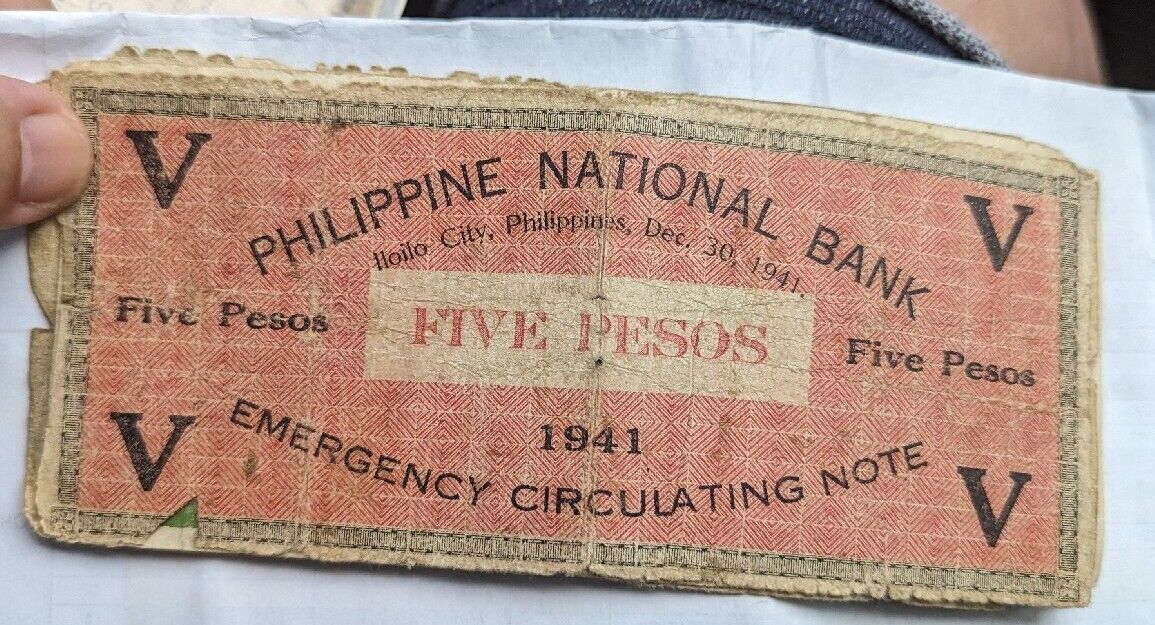 V V
PHILIPPINE NATIONAL BANK
Iloilo City, Philippines, Dec. 30, 1941.
Five Pesos FIVE PESOS Five Pesos
1941
EMERGENCY CIRCULATING NOTE
V V